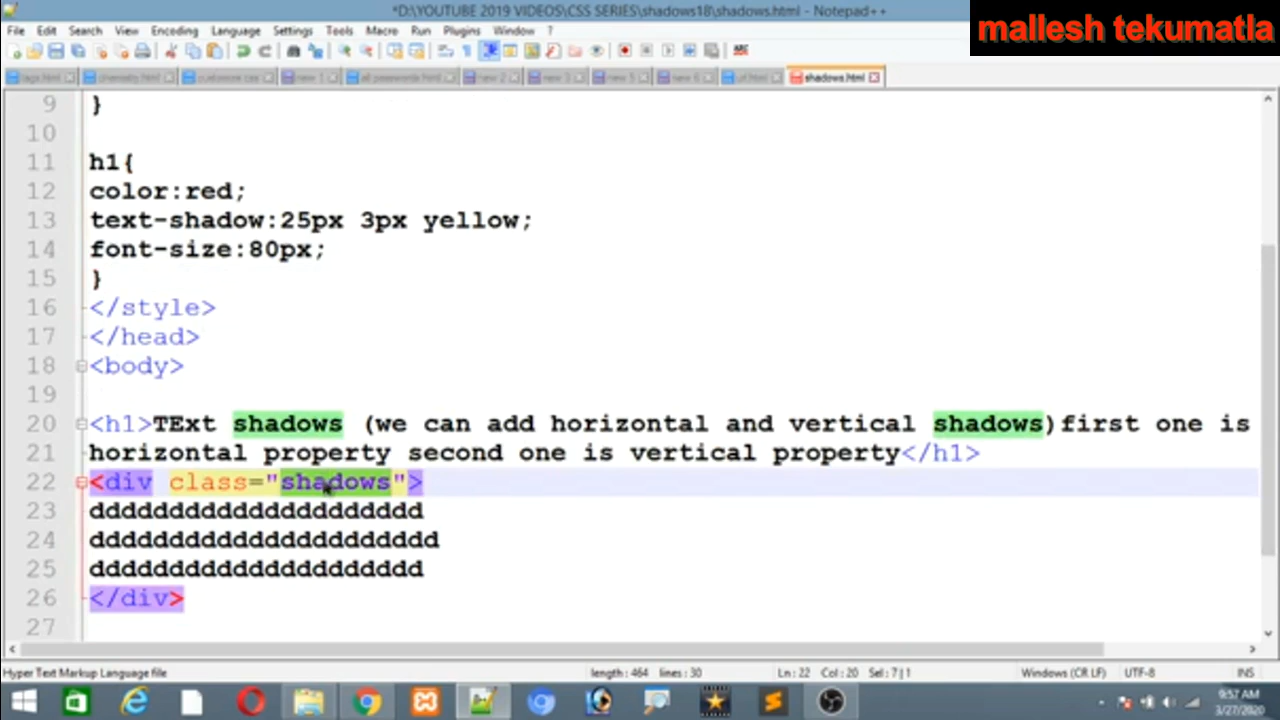 *D:\YOUTUBE 2019 VIDEOS\CSS SERIES\shadows18\shadows.html - Notepad++
mallesh tekumatla
File Edit Search View Encoding Language Settings Tools Macro Run Plugins Window ?
shadows.html
9 }
10
11 h1{
12 color:red;
13 text-shadow:25px 3px yellow;
14 font-size:80px;
15 }
16 </style>
17 </head>
18 <body>
19
20 <h1>TExt shadows (we can add horizontal and vertical shadows)first one is
21 horizontal property second one is vertical property</h1>
22 <div class="shadows">
23 ddddddddddddddddddddd
24 dddddddddddddddddddddd
25 ddddddddddddddddddddd
26 </div>
27
Hyper Text Markup Language file length : 464 lines : 30 Ln : 22 Col : 20 Sel : 7 | 1 Windows (CR LF) UTF-8 INS
9:57 AM
3/27/2020